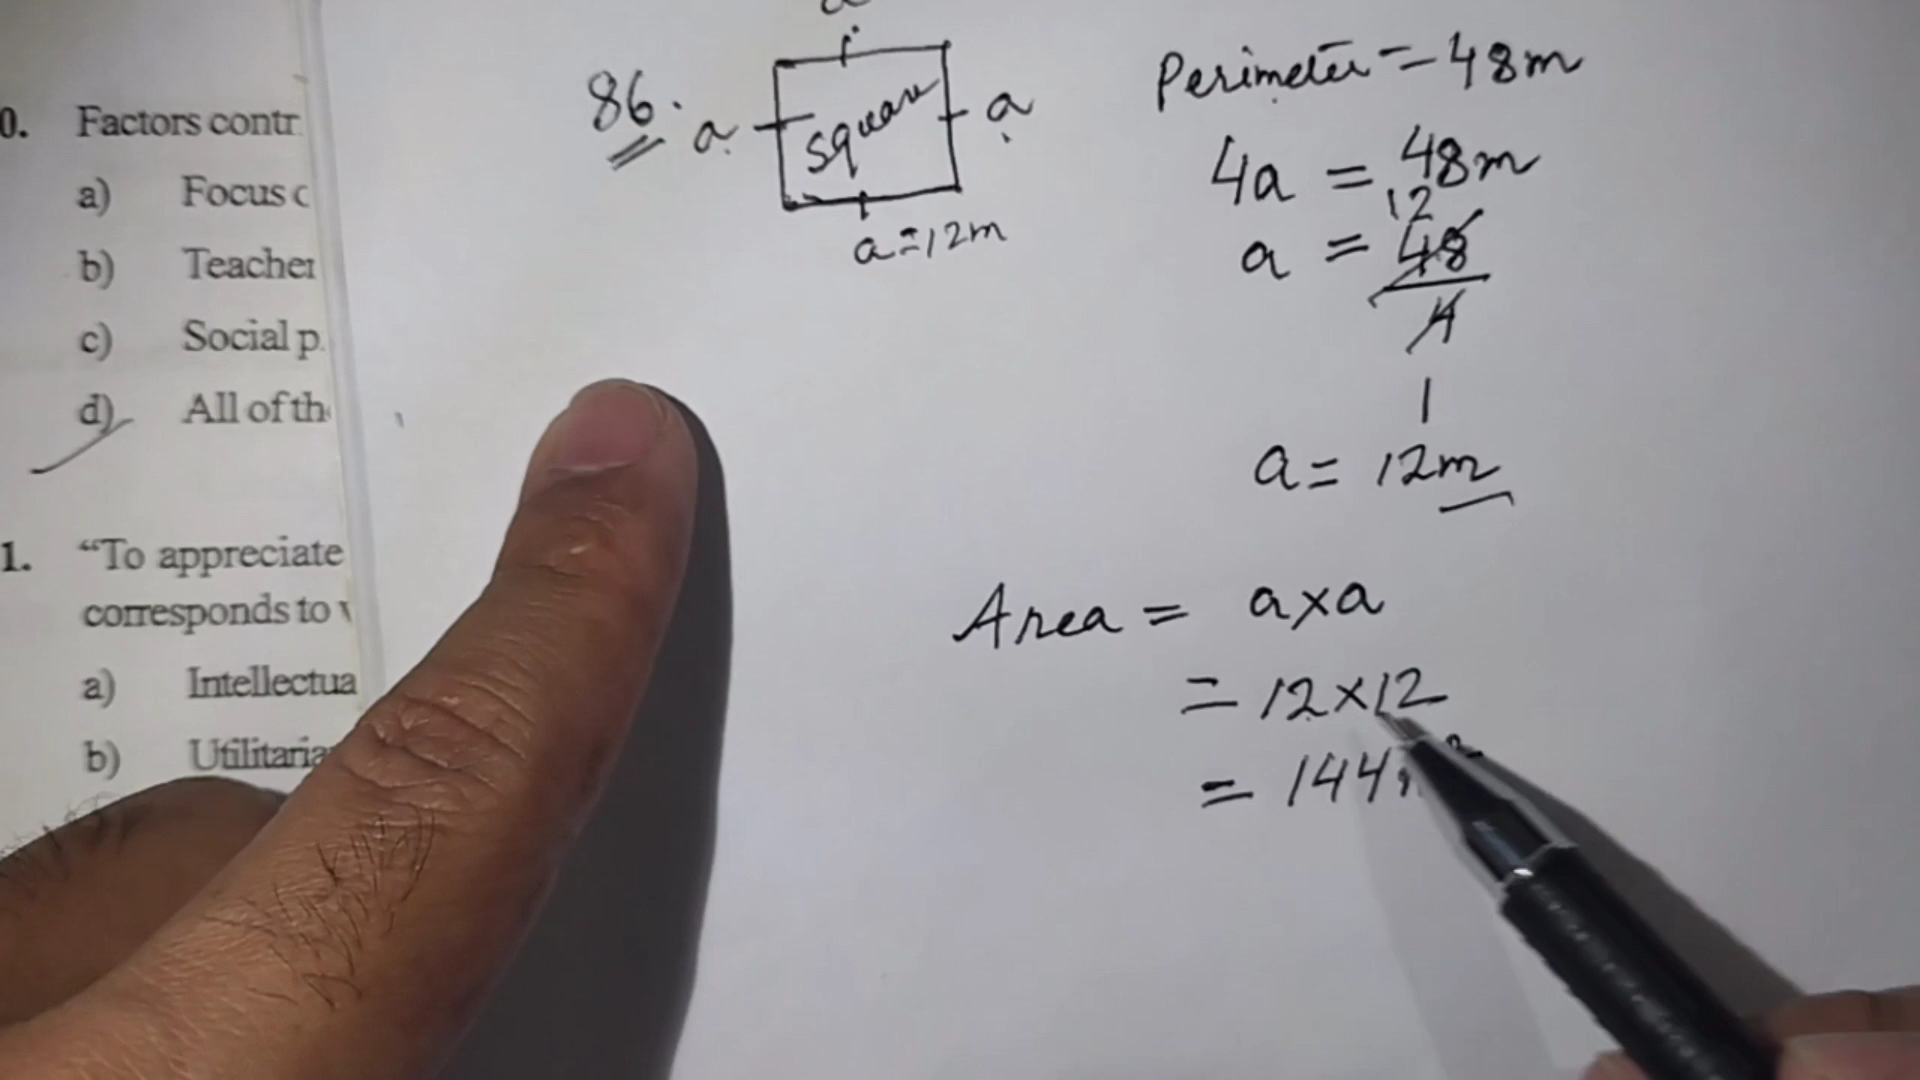 0. Factors contr
a) Focus
b) Teacher
c) Social p
d) All of th
1. "To appreciate
corresponds to
a) Intellectua
b) Utilitaria
86.
a
square
a
a = 12m
Perimeter = 48m
4a = 48m
12
a = 48
4
1
a = 12m
Area = a×a
= 12×12
= 144